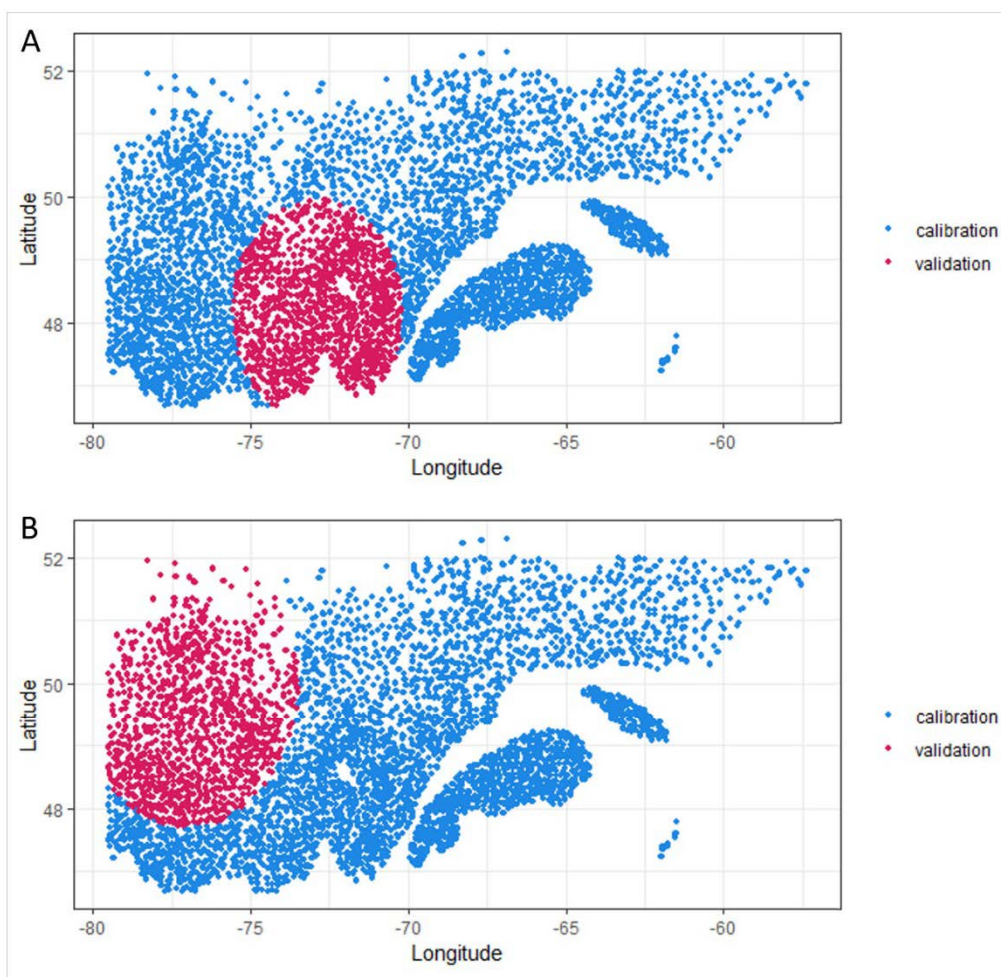 A
52
50
48
Latitude
-80
-75
-70
-65
-60
Longitude
calibration
validation
B
52
50
48
Latitude
-80
-75
-70
-65
-60
Longitude
calibration
validation